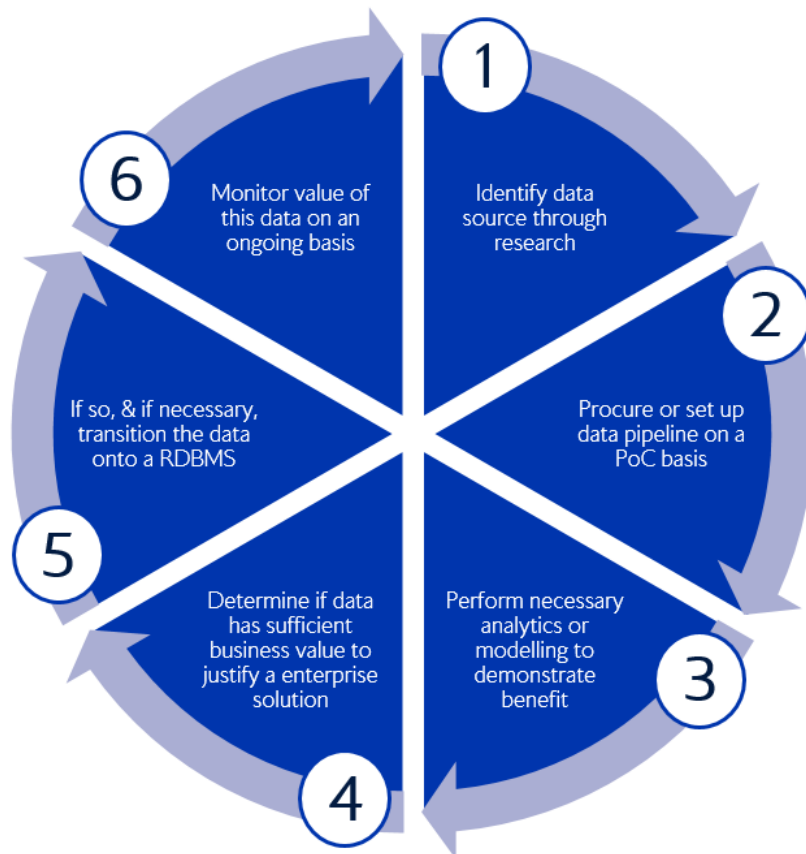 1
Identify data
source through
research
2
Procure or set up
data pipeline on a
PoC basis
3
Perform necessary
analytics or
modelling to
demonstrate
benefit
4
Determine if data
has sufficient
business value to
justify a enterprise
solution
5
If so, & if necessary,
transition the data
onto a RDBMS
6
Monitor value of
this data on an
ongoing basis